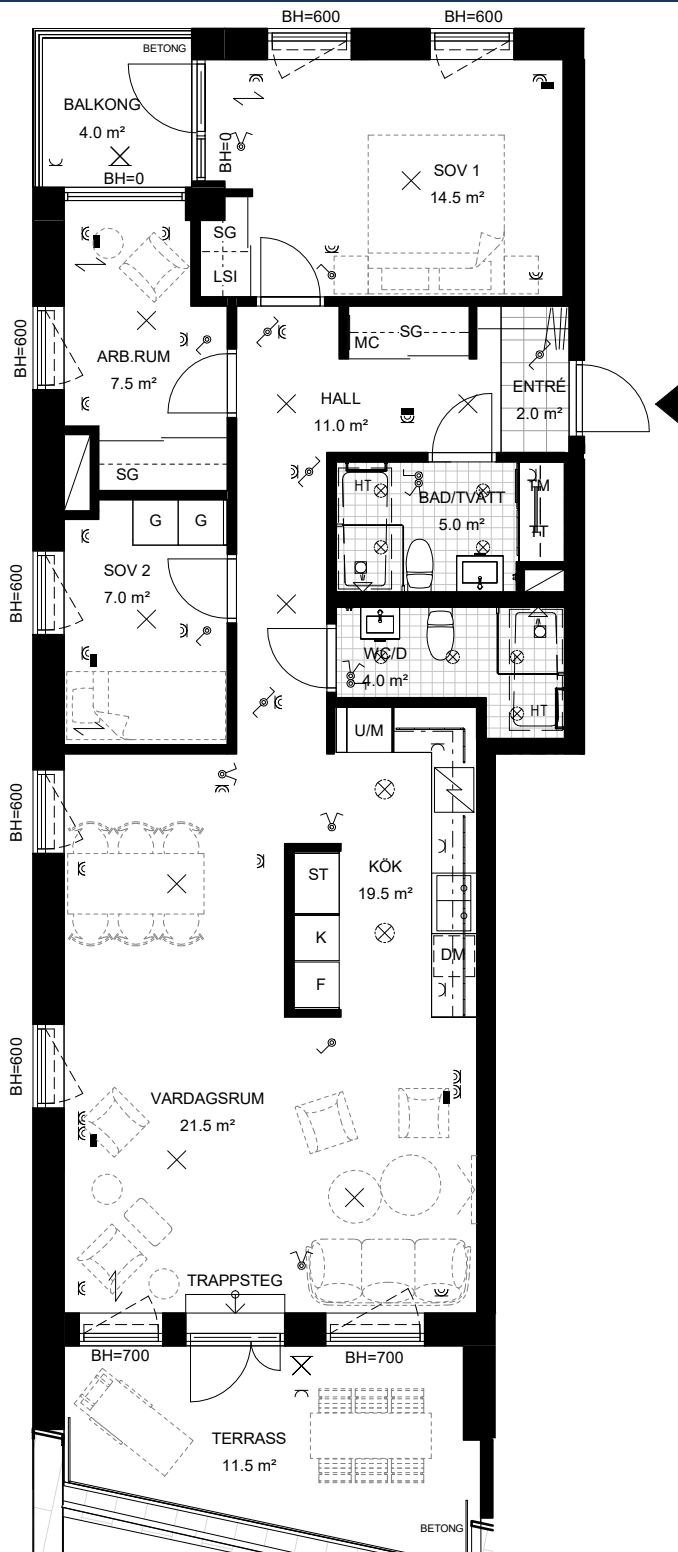 BH=600
BH=600
BETONG
BALKONG
4.0 m²
BH=0
BH=0
SOV 1
14.5 m²
SG
LSI
BH=600
ARB.RUM
7.5 m²
MC
SG
HALL
11.0 m²
ENTRÉ
2.0 m²
SG
HT
BAD/TVÄTT
5.0 m²
TM
TT
G
G
BH=600
SOV 2
7.0 m²
WC/D
4.0 m²
HT
U/M
BH=600
ST
KÖK
19.5 m²
K
DM
F
BH=600
VARDAGSRUM
21.5 m²
TRAPPSTEG
BH=700
BH=700
TERRASS
11.5 m²
BETONG